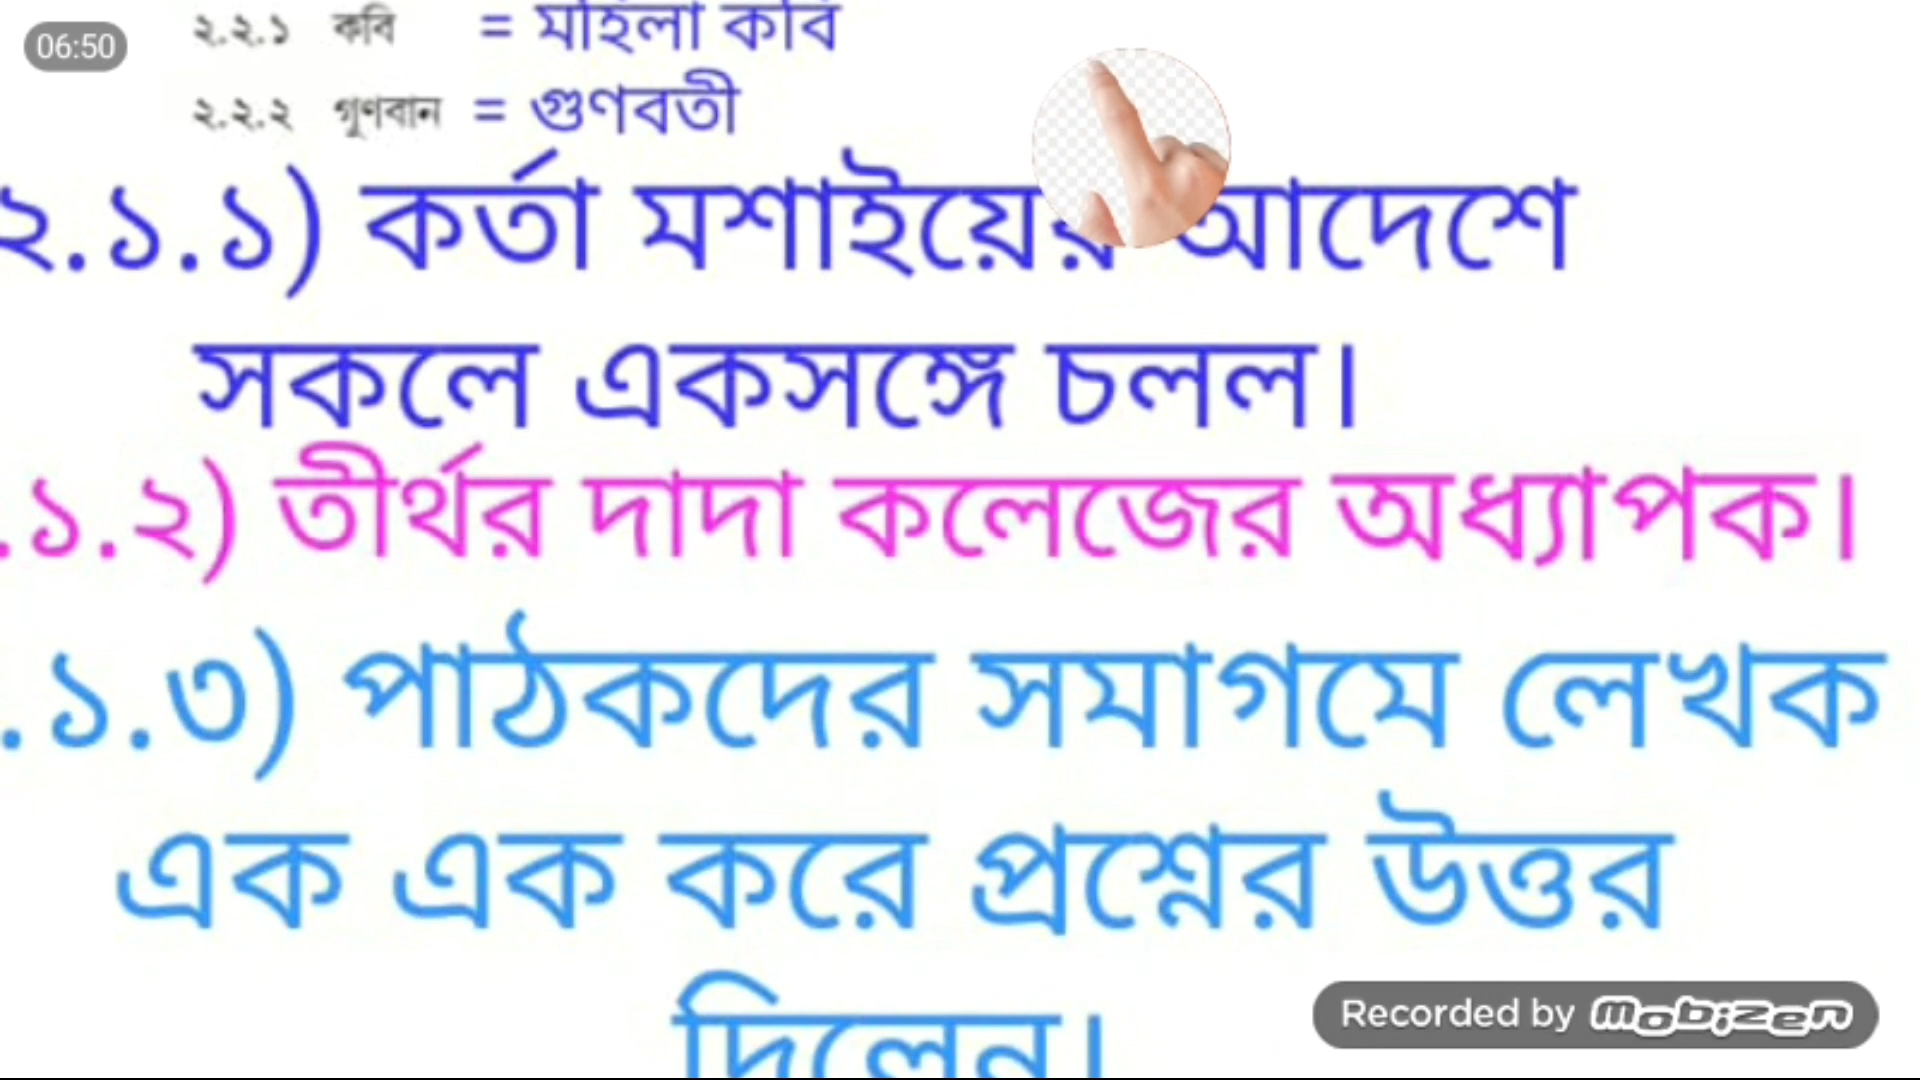 06:50
২.২.১ কবি = মহিলা কবি
২.২.২ গুণবান = গুণবতী
২.১.১) কর্তা মশাইয়ের আদেশে
সকলে একসঙ্গে চলল।
.১.২) তীর্থর দাদা কলেজের অধ্যাপক।
.১.৩) পাঠকদের সমাগমে লেখক
এক এক করে প্রশ্নের উত্তর
দিলেন।
Recorded by mobizen